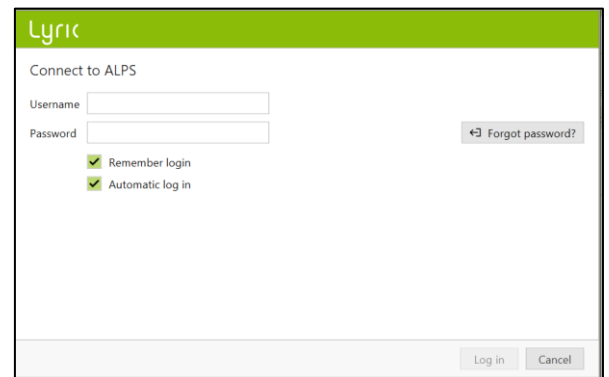 Lyric
Connect to ALPS
Username
Password
Forgot password?
Remember login
Automatic log in
Log in
Cancel